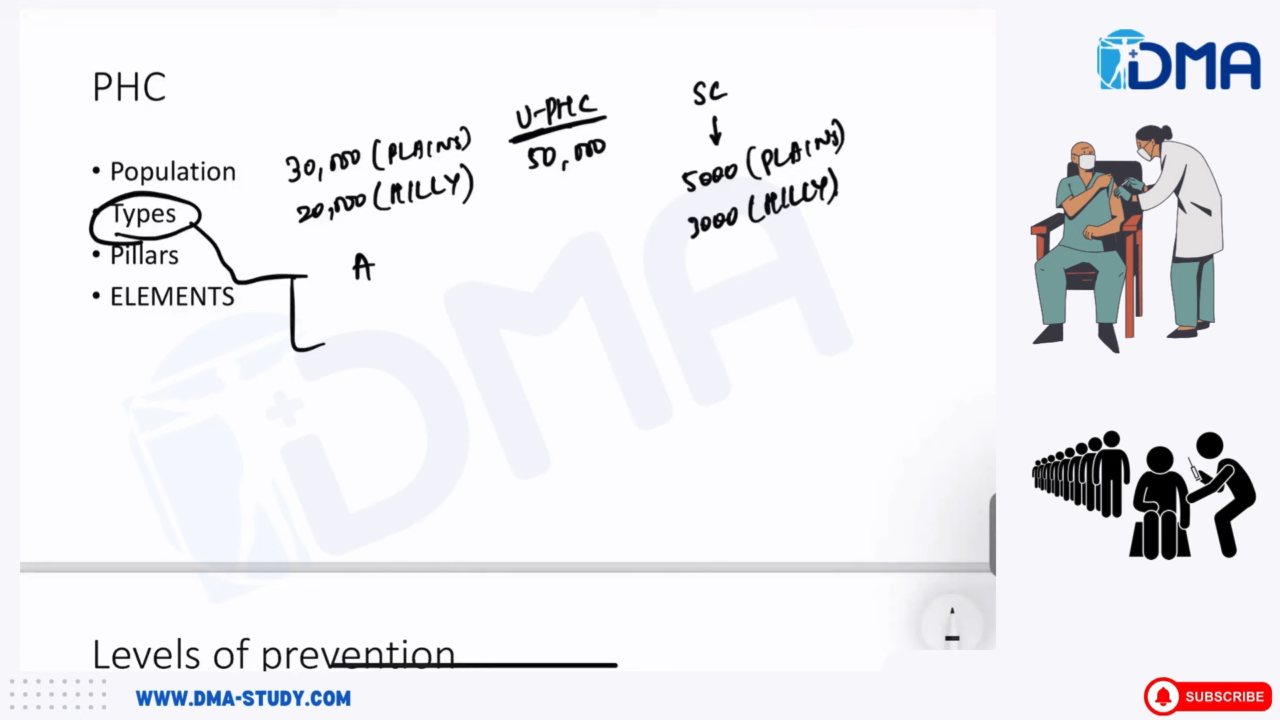 DMA
PHC
• Population
• Types
• Pillars
• ELEMENTS
30,000 (PLAINS)
20,000 (HILLY)
U-PHC
50,000
SC
5000 (PLAINS)
3000 (HILLY)
A
DMA
Levels of prevention
WWW.DMA-STUDY.COM
SUBSCRIBE